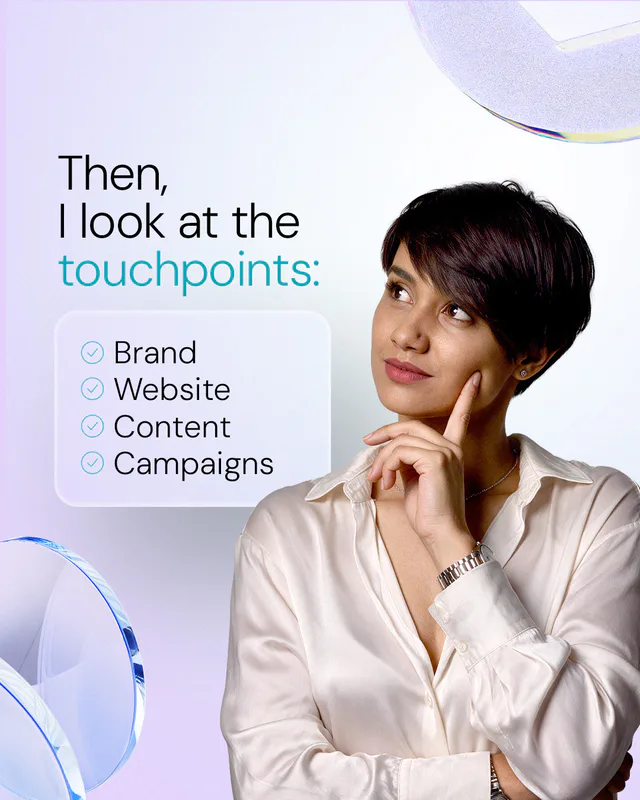 Then,
I look at the
touchpoints:
Brand
Website
Content
Campaigns